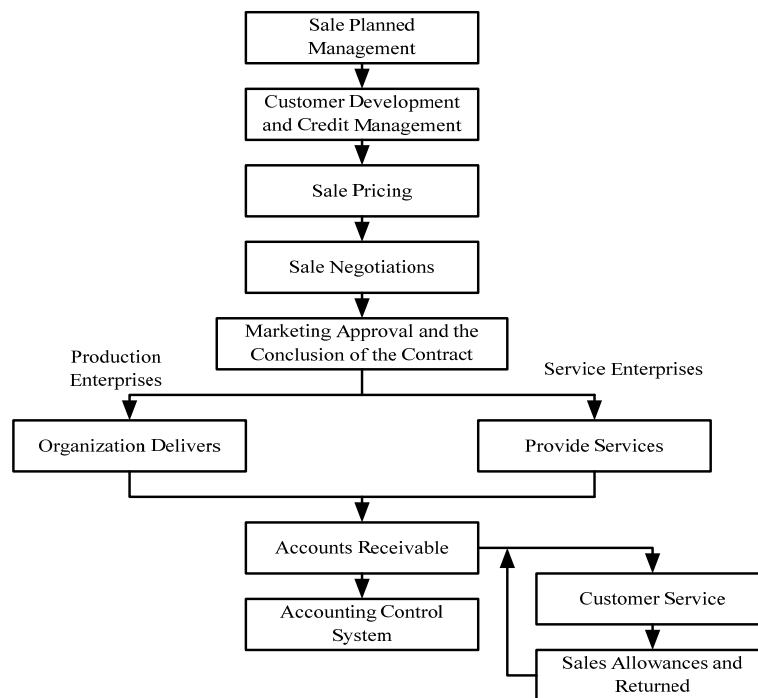 Sale Planned
Management
Customer Development
and Credit Management
Sale Pricing
Sale Negotiations
Marketing Approval and the
Conclusion of the Contract
Production
Enterprises
Service Enterprises
Organization Delivers
Provide Services
Accounts Receivable
Customer Service
Accounting Control
System
Sales Allowances and
Returned